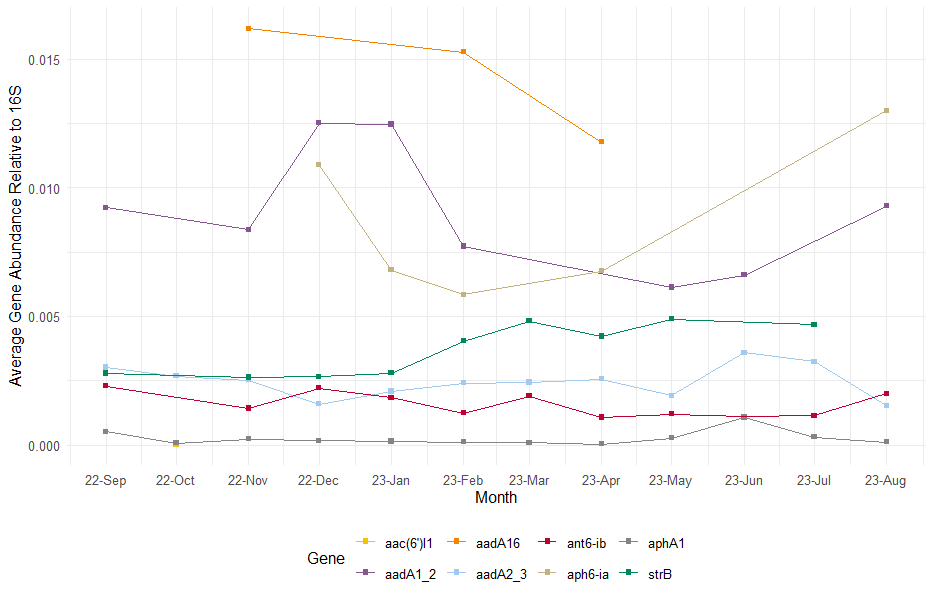 Average Gene Abundance Relative to 16S
0.015
0.010
0.005
0.000
22-Sep 22-Oct 22-Nov 22-Dec 23-Jan 23-Feb 23-Mar 23-Apr 23-May 23-Jun 23-Jul 23-Aug
Month
Gene
aac(6')I1 aadA16 ant6-ib aphA1
aadA1_2 aadA2_3 aph6-ia strB